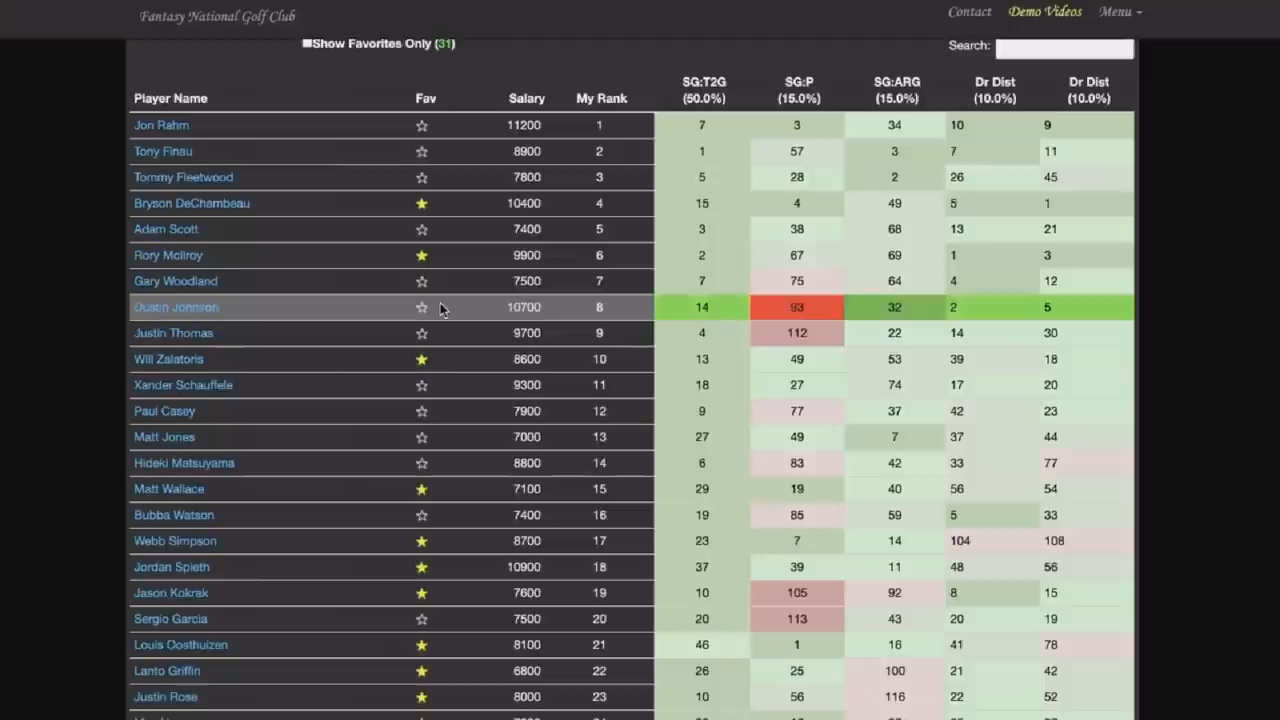 Fantasy National Golf Club Contact Demo Videos Menu
Show Favorites Only (31) Search:
SG:T2G SG:P SG:ARG Dr Dist Dr Dist
Player Name Fav Salary My Rank (50.0%) (15.0%) (15.0%) (10.0%) (10.0%)
Jon Rahm 11200 1 7 3 34 10 9
Tony Finau 8900 2 1 57 3 7 11
Tommy Fleetwood 7800 3 5 28 2 26 45
Bryson DeChambeau 10400 4 15 4 49 5 1
Adam Scott 7400 5 3 38 68 13 21
Rory McIlroy 9900 6 2 67 69 1 3
Gary Woodland 7500 7 7 75 64 4 12
Dustin Johnson 10700 8 14 93 32 2 5
Justin Thomas 9700 9 4 112 22 14 30
Will Zalatoris 8600 10 13 49 53 39 18
Xander Schauffele 9300 11 18 27 74 17 20
Paul Casey 7900 12 9 77 37 42 23
Matt Jones 7000 13 27 49 7 37 44
Hideki Matsuyama 8800 14 6 83 42 33 77
Matt Wallace 7100 15 29 19 40 56 54
Bubba Watson 7400 16 19 85 59 5 33
Webb Simpson 8700 17 23 7 14 104 108
Jordan Spieth 10900 18 37 39 11 48 56
Jason Kokrak 7600 19 10 105 92 8 15
Sergio Garcia 7500 20 20 113 43 20 19
Louis Oosthuizen 8100 21 46 1 16 41 78
Lanto Griffin 6800 22 26 25 100 21 42
Justin Rose 8000 23 10 56 116 22 52